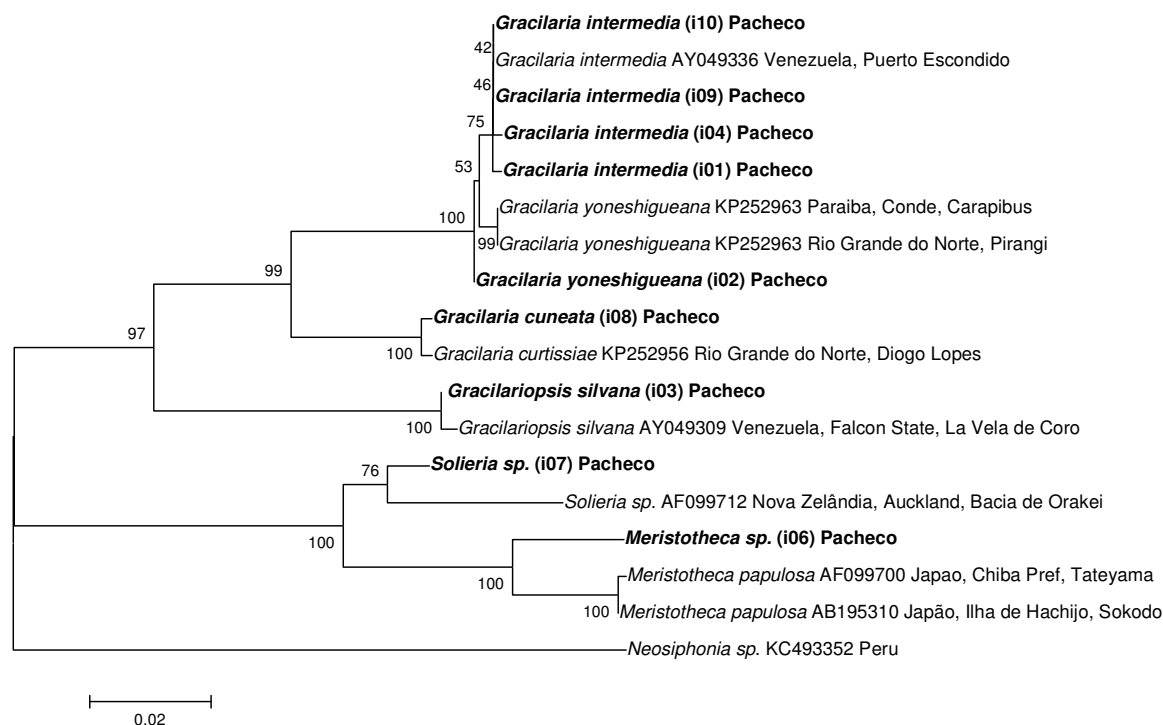 Gracilaria intermedia (i10) Pacheco
42
Gracilaria intermedia AY049336 Venezuela, Puerto Escondido
46
Gracilaria intermedia (i09) Pacheco
75
Gracilaria intermedia (i04) Pacheco
53
Gracilaria intermedia (i01) Pacheco
Gracilaria yoneshigueana KP252963 Paraiba, Conde, Carapibus
100
99
Gracilaria yoneshigueana KP252963 Rio Grande do Norte, Pirangi
99
Gracilaria yoneshigueana (i02) Pacheco
Gracilaria cuneata (i08) Pacheco
97
100
Gracilaria curtissiae KP252956 Rio Grande do Norte, Diogo Lopes
Gracilariopsis silvana (i03) Pacheco
100
Gracilariopsis silvana AY049309 Venezuela, Falcon State, La Vela de Coro
76
Solieria sp. (i07) Pacheco
Solieria sp. AF099712 Nova Zelândia, Auckland, Bacia de Orakei
100
Meristotheca sp. (i06) Pacheco
100
Meristotheca papulosa AF099700 Japao, Chiba Pref, Tateyama
100
Meristotheca papulosa AB195310 Japão, Ilha de Hachijo, Sokodo
Neosiphonia sp. KC493352 Peru
0.02